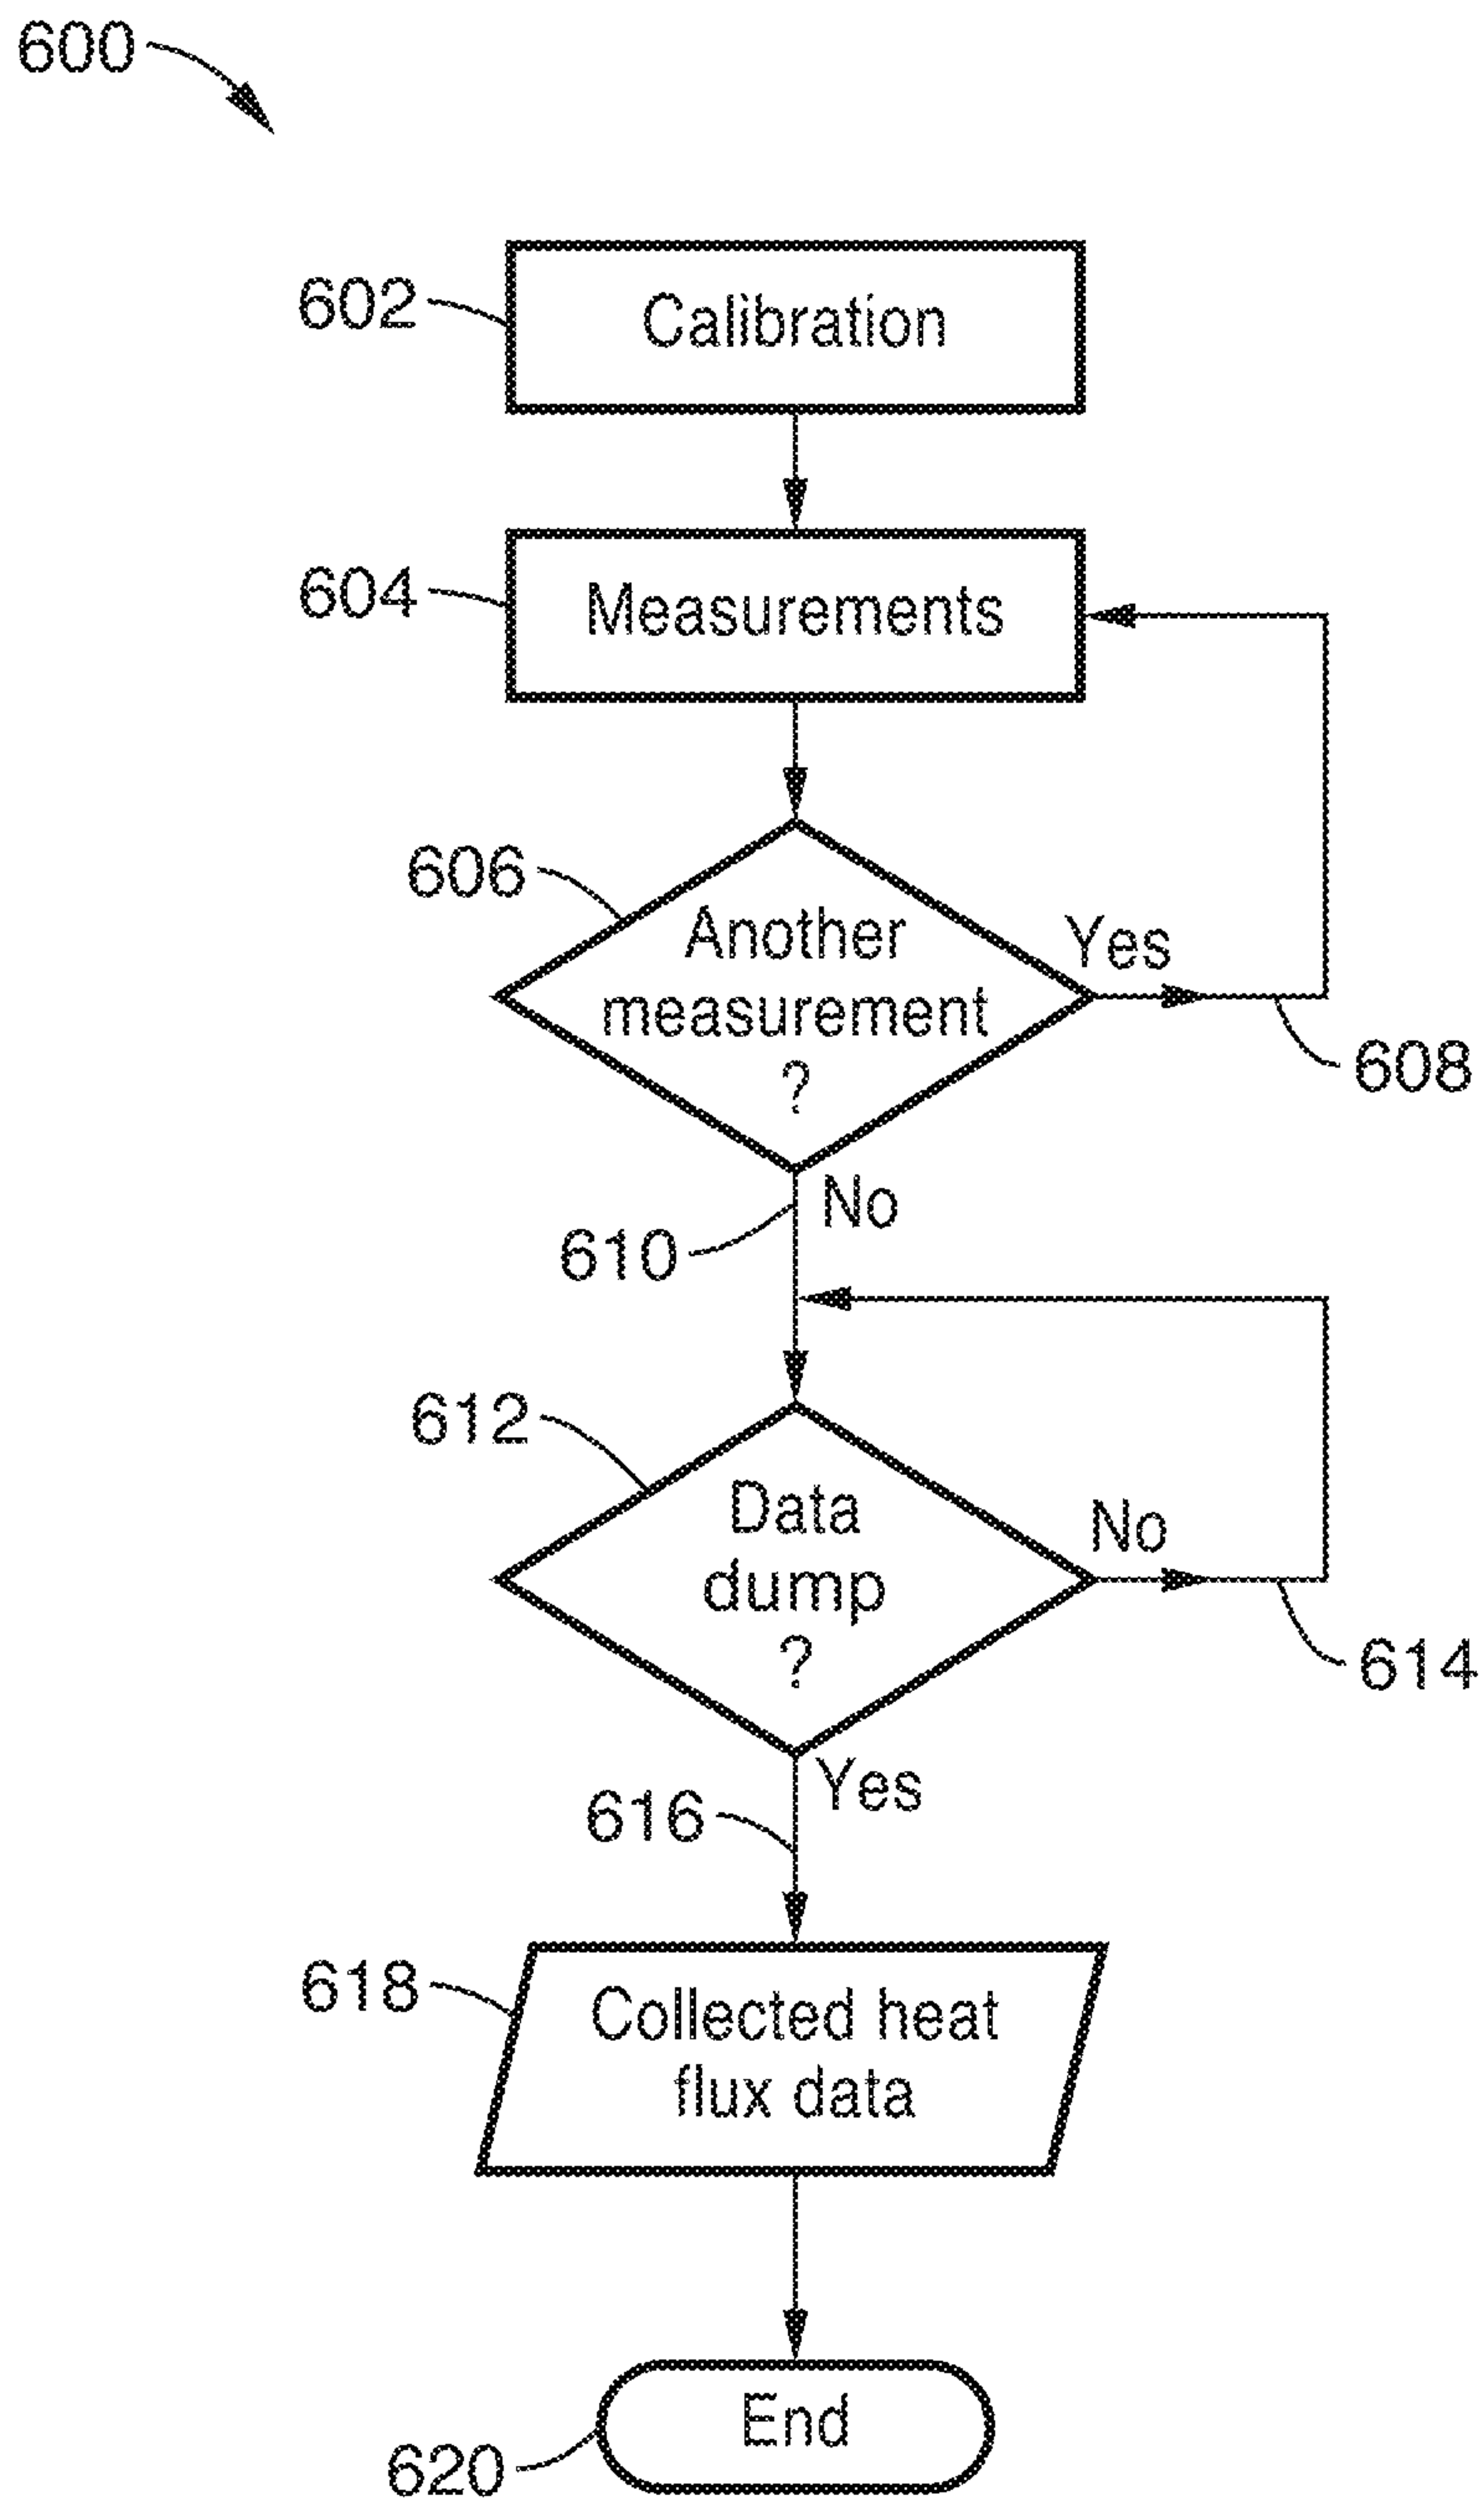 600
602
Calibration
604
Measurements
606
Another
measurement
?
Yes
608
No
610
612
Data
dump
?
No
614
Yes
616
618
Collected heat
flux data
End
620